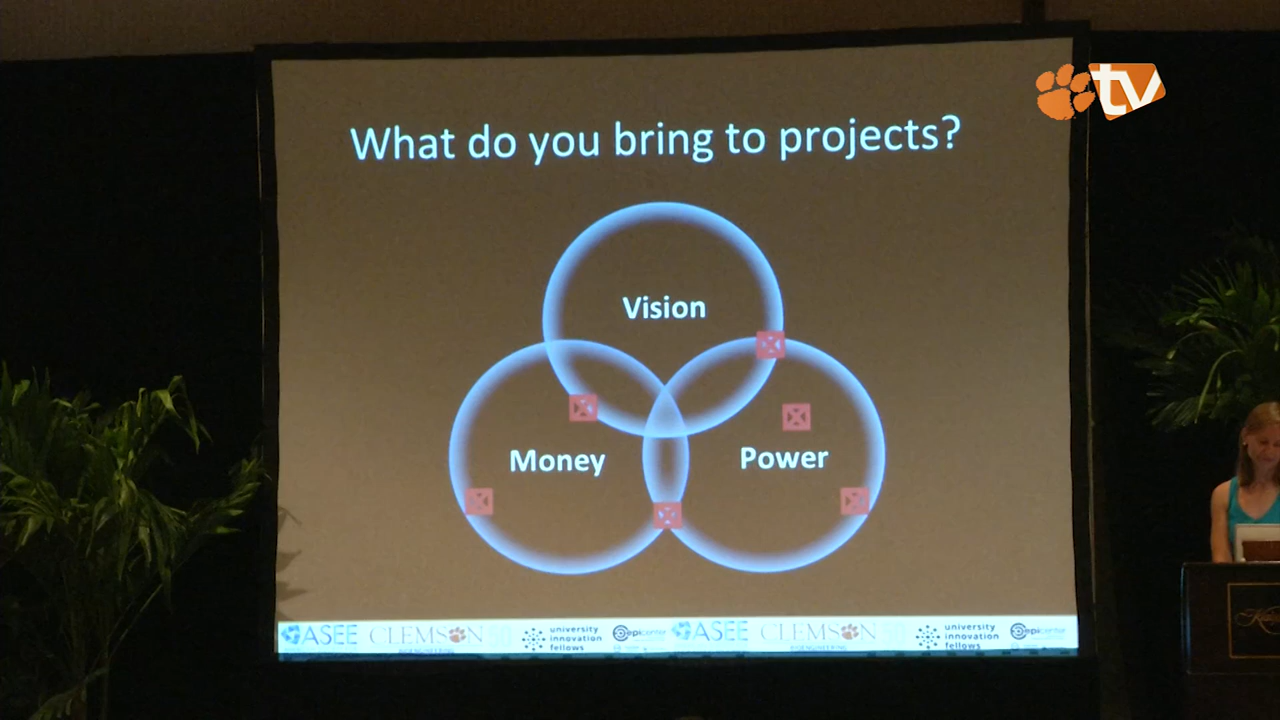 tv
What do you bring to projects?
Vision
Money
Power
ASEE CLEMSON university innovation fellows epicenter ASEE CLEMSON university innovation fellows epicenter
BIOENGINEERING